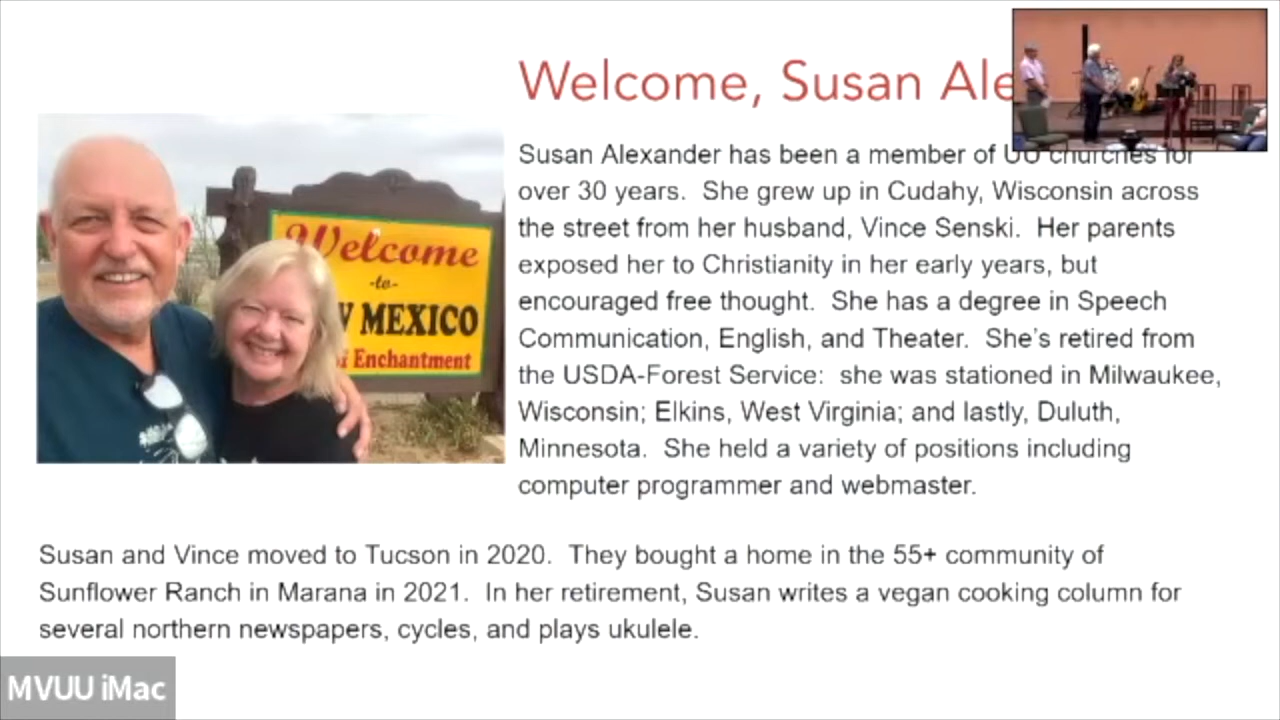 Welcome, Susan Ale
Susan Alexander has been a member of UU churches for
over 30 years. She grew up in Cudahy, Wisconsin across
the street from her husband, Vince Senski. Her parents
exposed her to Christianity in her early years, but
encouraged free thought. She has a degree in Speech
Communication, English, and Theater. She's retired from
the USDA-Forest Service: she was stationed in Milwaukee,
Wisconsin; Elkins, West Virginia; and lastly, Duluth,
Minnesota. She held a variety of positions including
computer programmer and webmaster.
Welcome
-to-
W MEXICO
Enchantment
Susan and Vince moved to Tucson in 2020. They bought a home in the 55+ community of
Sunflower Ranch in Marana in 2021. In her retirement, Susan writes a vegan cooking column for
several northern newspapers, cycles, and plays ukulele.
MVUU iMac